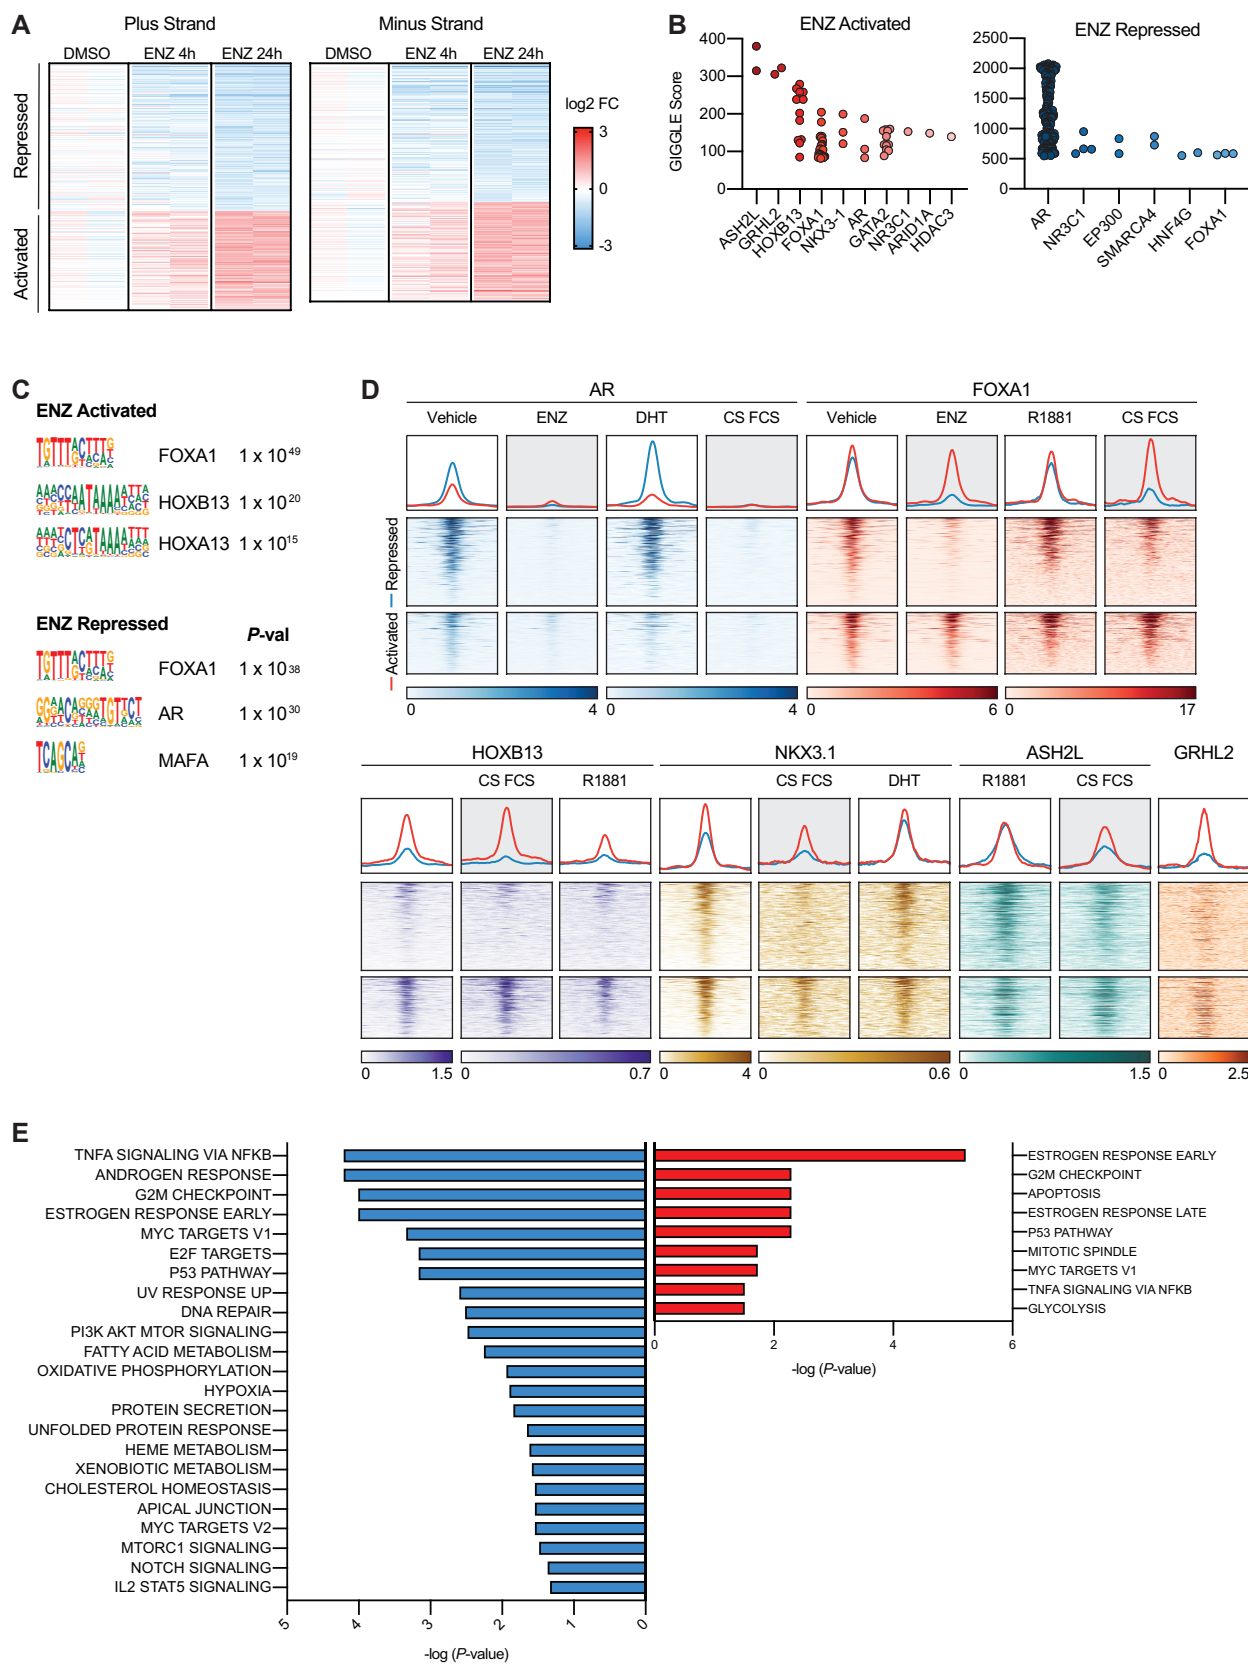 A
Plus Strand
Minus Strand
DMSO
ENZ 4h
ENZ 24h
DMSO
ENZ 4h
ENZ 24h
Repressed
Activated
log2 FC
3
0
-3
B
ENZ Activated
ENZ Repressed
GIGGLE Score
400
300
200
100
0
ASH2L
GRHL2
HOXB13
FOXA1
NKX3-1
AR
GATA2
NR3C1
ARID1A
HDAC3
2500
2000
1500
1000
500
0
AR
NR3C1
EP300
SMARCA4
HNF4G
FOXA1
C
ENZ Activated
FOXA1 1 x 10^49
HOXB13 1 x 10^20
HOXA13 1 x 10^15
ENZ Repressed
P-val
FOXA1 1 x 10^38
AR 1 x 10^30
MAFA 1 x 10^19
D
AR
FOXA1
Vehicle
ENZ
DHT
CS FCS
Vehicle
ENZ
R1881
CS FCS
Repressed
Activated
0 4
0 4
0 6
0 17
HOXB13
NKX3.1
ASH2L
GRHL2
CS FCS
R1881
CS FCS
DHT
R1881
CS FCS
0 1.5
0 0.7
0 4
0 0.6
0 1.5
0 2.5
E
TNFA SIGNALING VIA NFKB
ANDROGEN RESPONSE
G2M CHECKPOINT
ESTROGEN RESPONSE EARLY
MYC TARGETS V1
E2F TARGETS
P53 PATHWAY
UV RESPONSE UP
DNA REPAIR
PI3K AKT MTOR SIGNALING
FATTY ACID METABOLISM
OXIDATIVE PHOSPHORYLATION
HYPOXIA
PROTEIN SECRETION
UNFOLDED PROTEIN RESPONSE
HEME METABOLISM
XENOBIOTIC METABOLISM
CHOLESTEROL HOMEOSTASIS
APICAL JUNCTION
MYC TARGETS V2
MTORC1 SIGNALING
NOTCH SIGNALING
IL2 STAT5 SIGNALING
5 4 3 2 1 0
-log (P-value)
ESTROGEN RESPONSE EARLY
G2M CHECKPOINT
APOPTOSIS
ESTROGEN RESPONSE LATE
P53 PATHWAY
MITOTIC SPINDLE
MYC TARGETS V1
TNFA SIGNALING VIA NFKB
GLYCOLYSIS
0 2 4 6
-log (P-value)